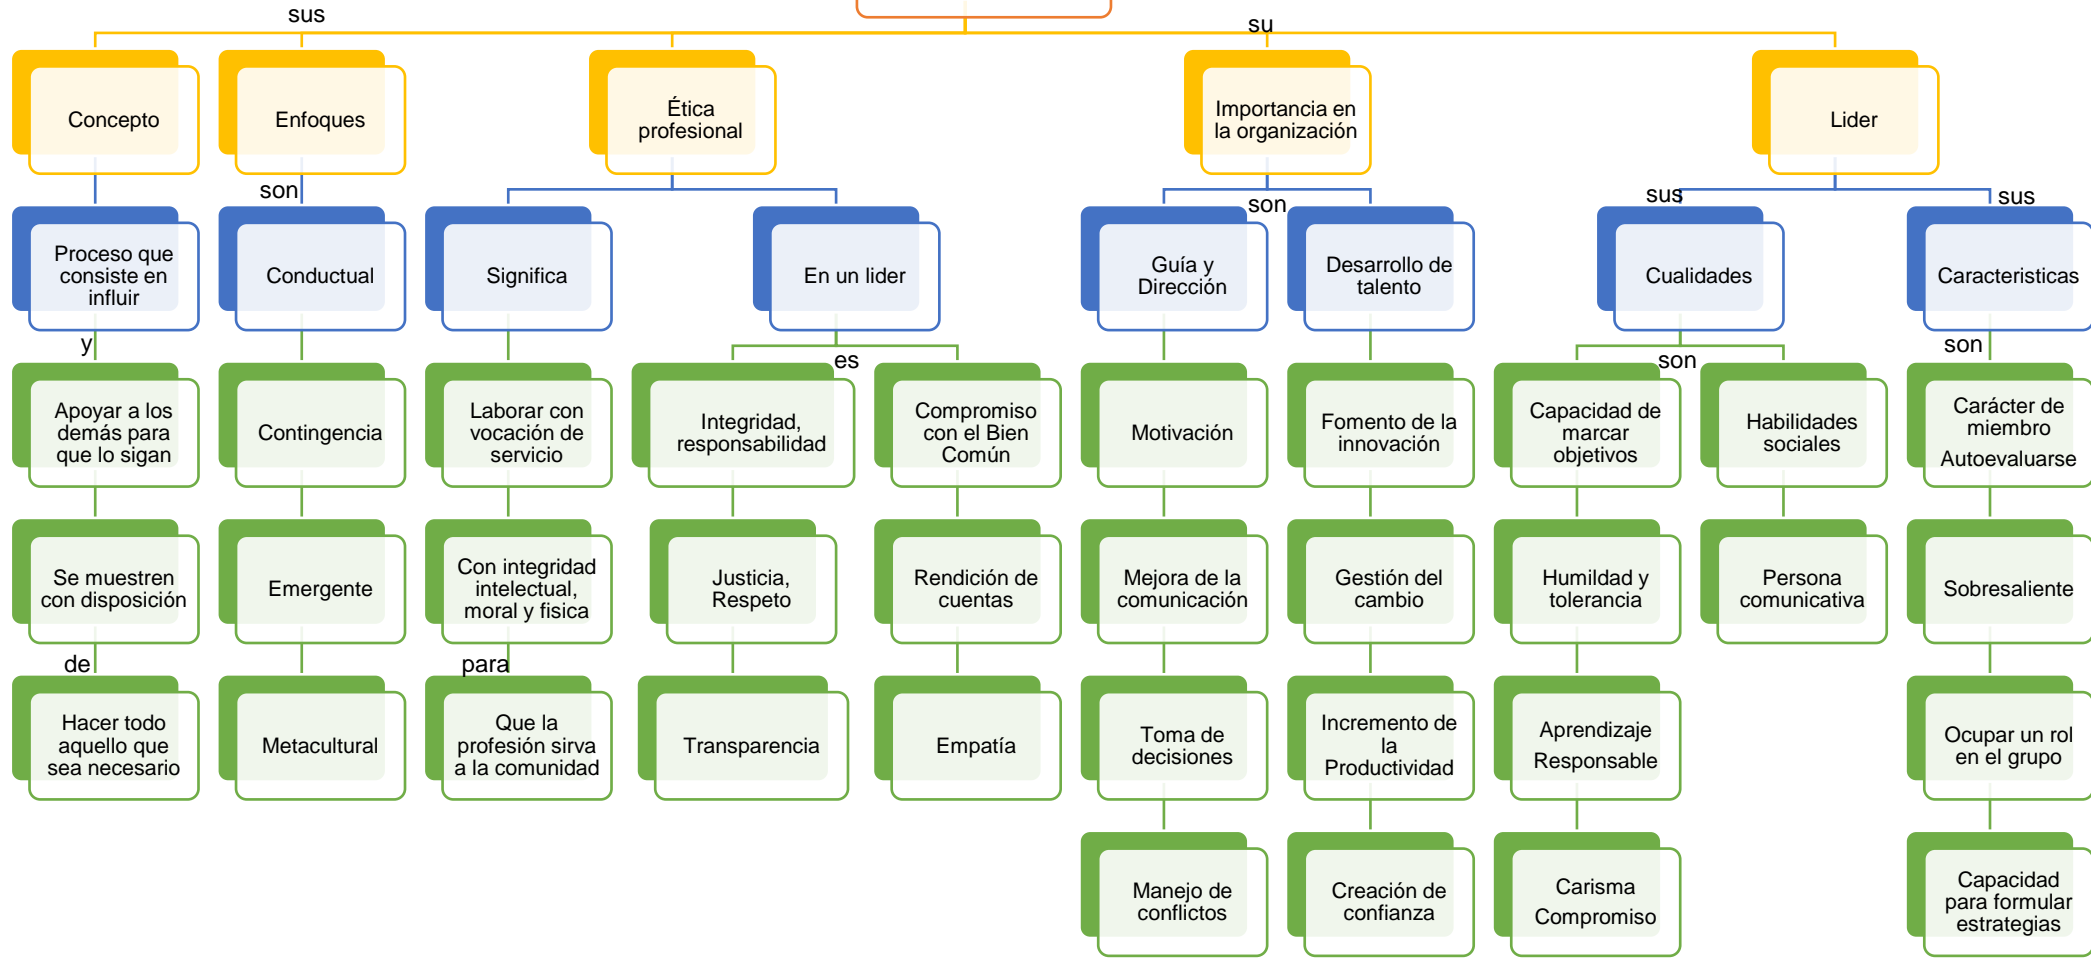 sus
su
Concepto
Enfoques
Ética
profesional
Importancia en
la organización
Lider
son
son
sus
sus
Proceso que
consiste en
influir
Conductual
Significa
En un lider
Guía y
Dirección
Desarrollo de
talento
Cualidades
Caracteristicas
y
es
son
son
Apoyar a los
demás para
que lo sigan
Contingencia
Laborar con
vocación de
servicio
Integridad,
responsabilidad
Compromiso
con el Bien
Común
Motivación
Fomento de la
innovación
Capacidad de
marcar
objetivos
Habilidades
sociales
Carácter de
miembro
Autoevaluarse
Se muestren
con disposición
Emergente
Con integridad
intelectual,
moral y fisica
Justicia,
Respeto
Rendición de
cuentas
Mejora de la
comunicación
Gestión del
cambio
Humildad y
tolerancia
Persona
comunicativa
Sobresaliente
de
para
Hacer todo
aquello que
sea necesario
Metacultural
Que la
profesión sirva
a la comunidad
Transparencia
Empatía
Toma de
decisiones
Incremento de
la
Productividad
Aprendizaje
Responsable
Ocupar un rol
en el grupo
Manejo de
conflictos
Creación de
confianza
Carisma
Compromiso
Capacidad
para formular
estrategias